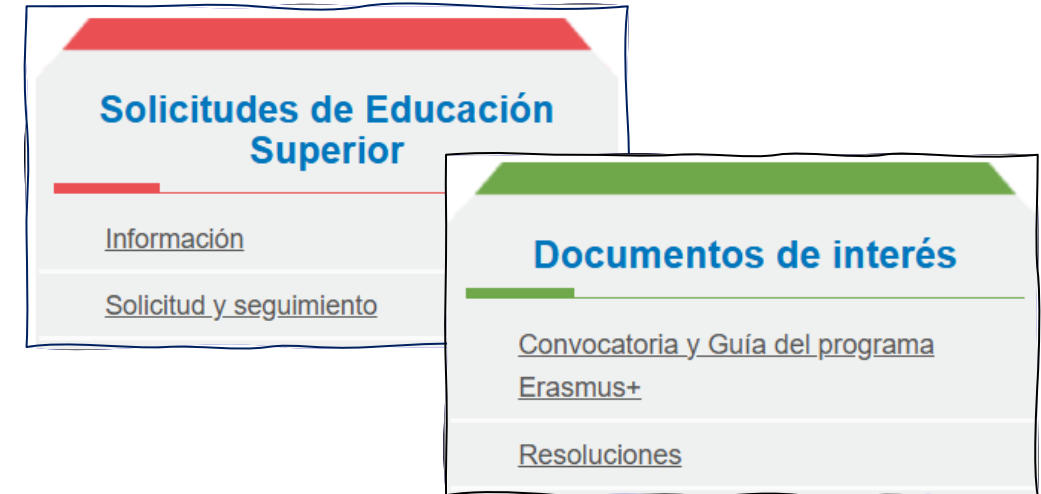 Solicitudes de Educación
Superior
Información
Solicitud y seguimiento
Documentos de interés
Convocatoria y Guía del programa
Erasmus+
Resoluciones